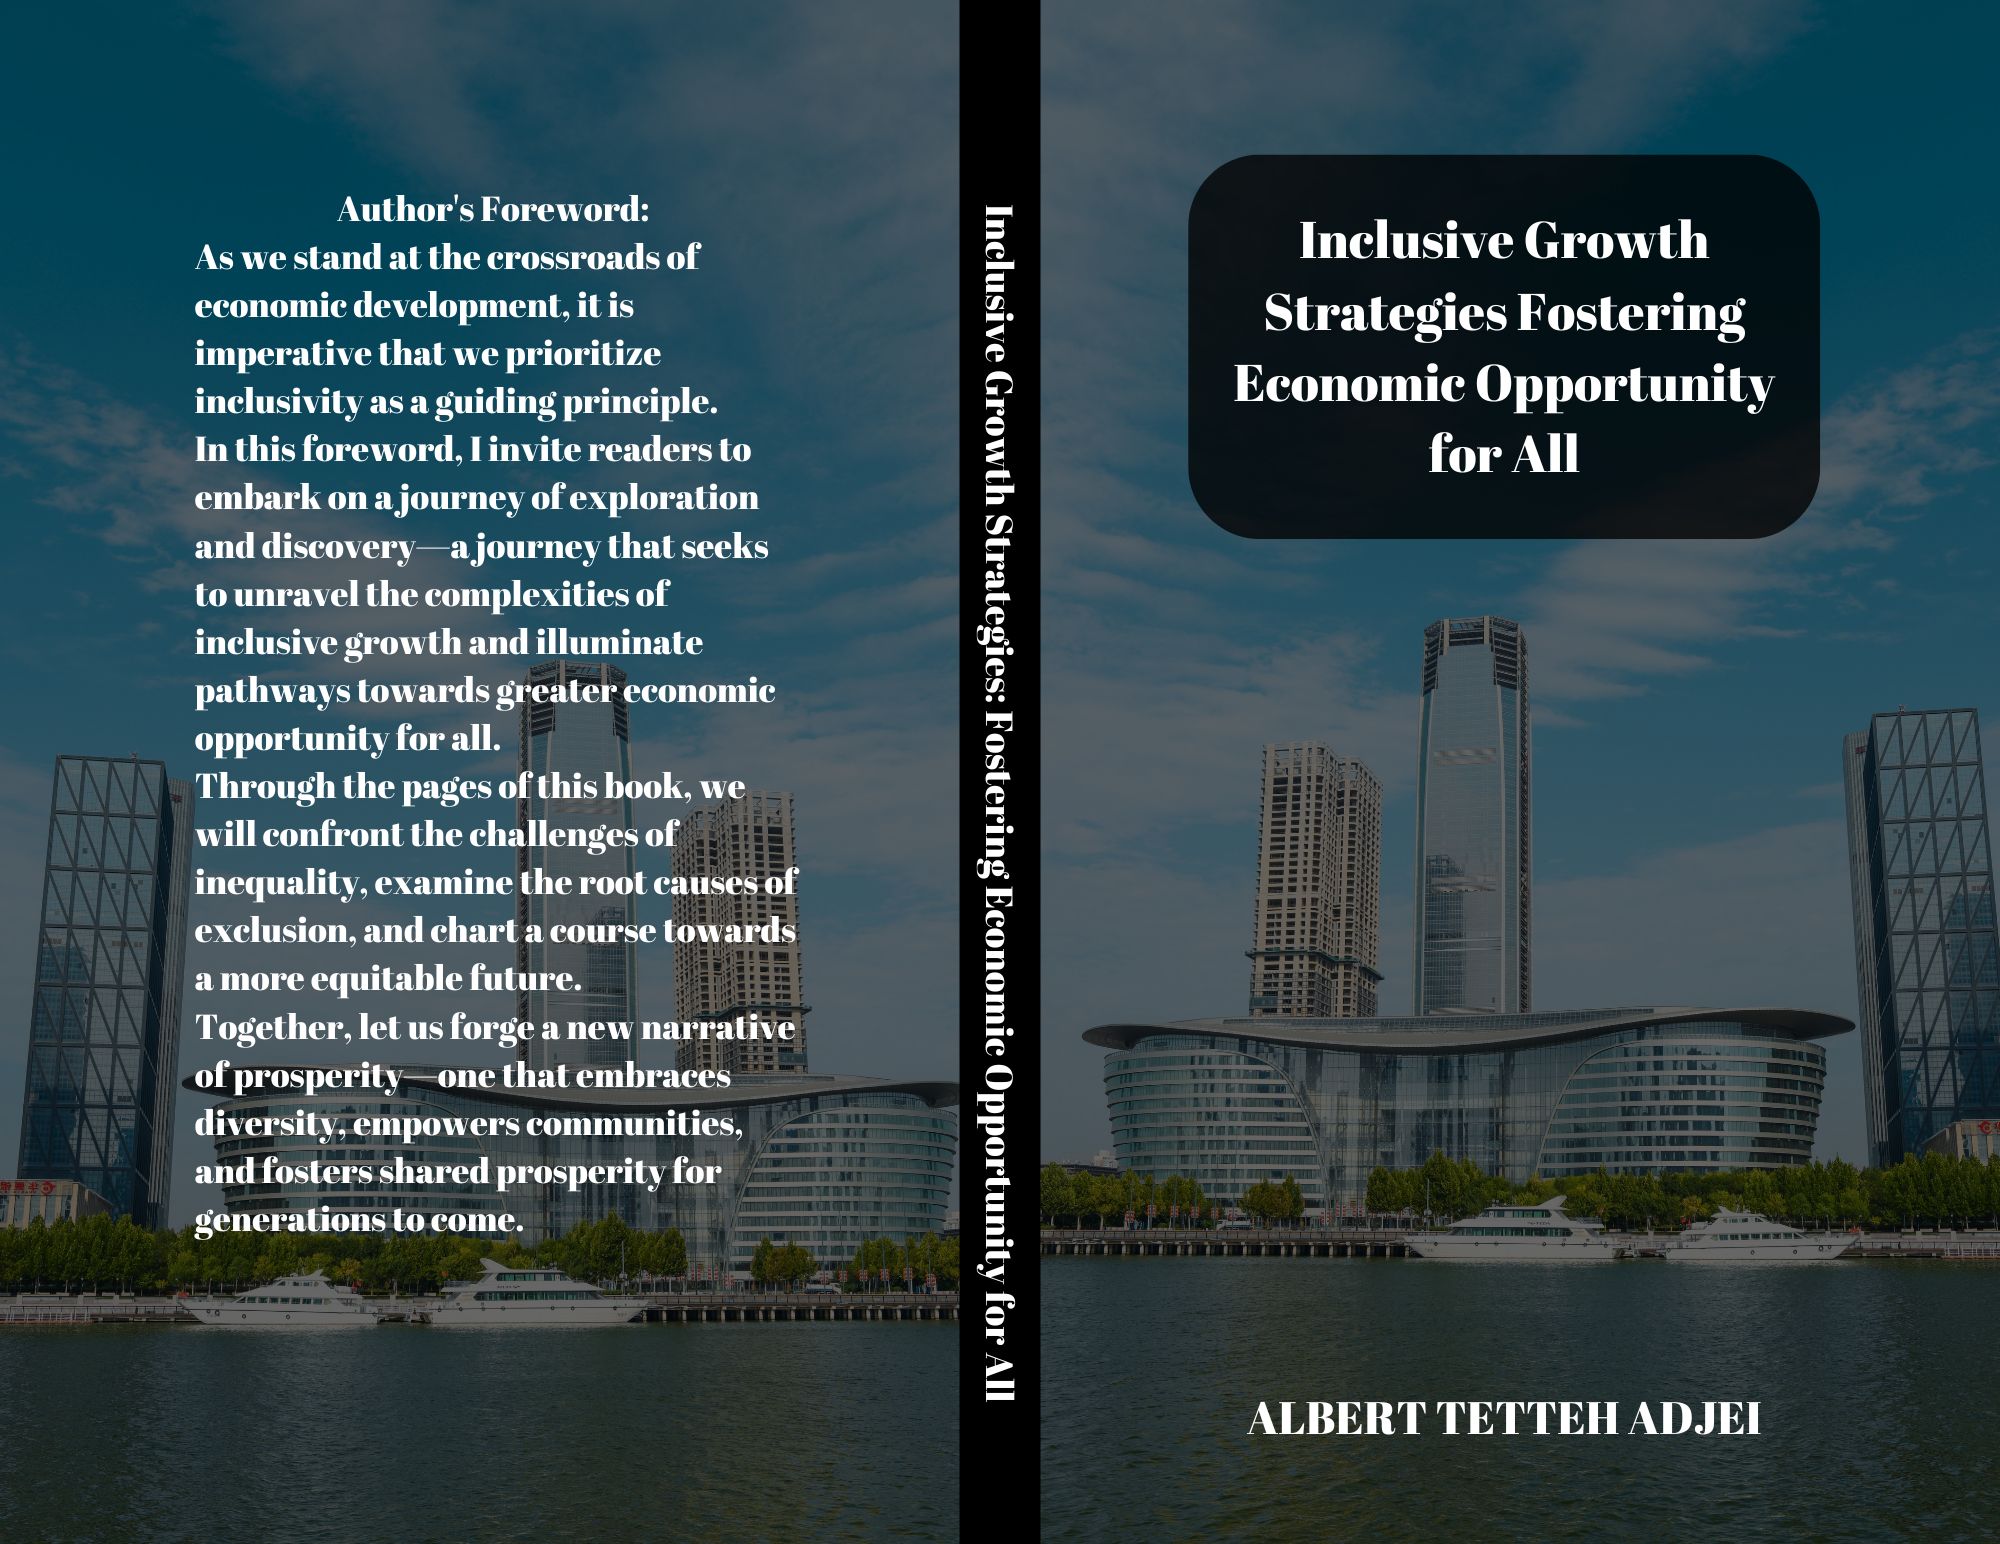 Author's Foreword:
As we stand at the crossroads of
economic development, it is
imperative that we prioritize
inclusivity as a guiding principle.
In this foreword, I invite readers to
embark on a journey of exploration
and discovery—a journey that seeks
to unravel the complexities of
inclusive growth and illuminate
pathways towards greater economic
opportunity for all.
Through the pages of this book, we
will confront the challenges of
inequality, examine the root causes of
exclusion, and chart a course towards
a more equitable future.
Together, let us forge a new narrative
of prosperity—one that embraces
diversity, empowers communities,
and fosters shared prosperity for
generations to come.
Inclusive Growth Strategies: Fostering Economic Opportunity for All
Inclusive Growth
Strategies Fostering
Economic Opportunity
for All
ALBERT TETTEH ADJEI